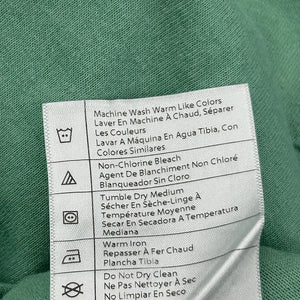 Machine Wash Warm Like Colors
Laver En Machine À Chaud, Séparer
Les Couleurs
Lavar A Máquina En Agua Tibia, Con
Colores Similares
Non-Chlorine Bleach
Agent De Blanchiment Non Chloré
Blanqueador Sin Cloro
Tumble Dry Medium
Sécher En Sèche-Linge À
Température Moyenne
Secar En Secadora A Temperatura
Mediana
Warm Iron
Repasser À Fer Chaud
Plancha Tibia
Do Not Dry Clean
Ne Pas Nettoyer À Sec
No Limpiar En Seco